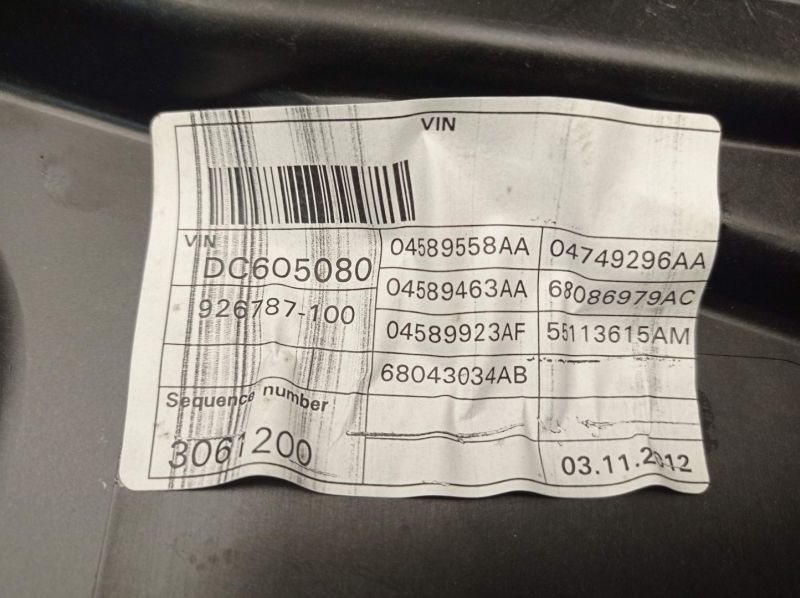 VIN
VIN
DC605080
926787-100
Sequence number
3061200
04589558AA
04589463AA
04589923AF
68043034AB
04749296AA
68086979AC
55113615AM
03.11.2012